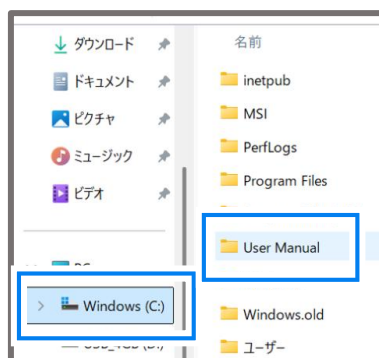 ダウンロード
ドキュメント
ピクチャ
ミュージック
ビデオ
Windows (C:)
名前
inetpub
MSI
PerfLogs
Program Files
User Manual
Windows.old
ユーザー